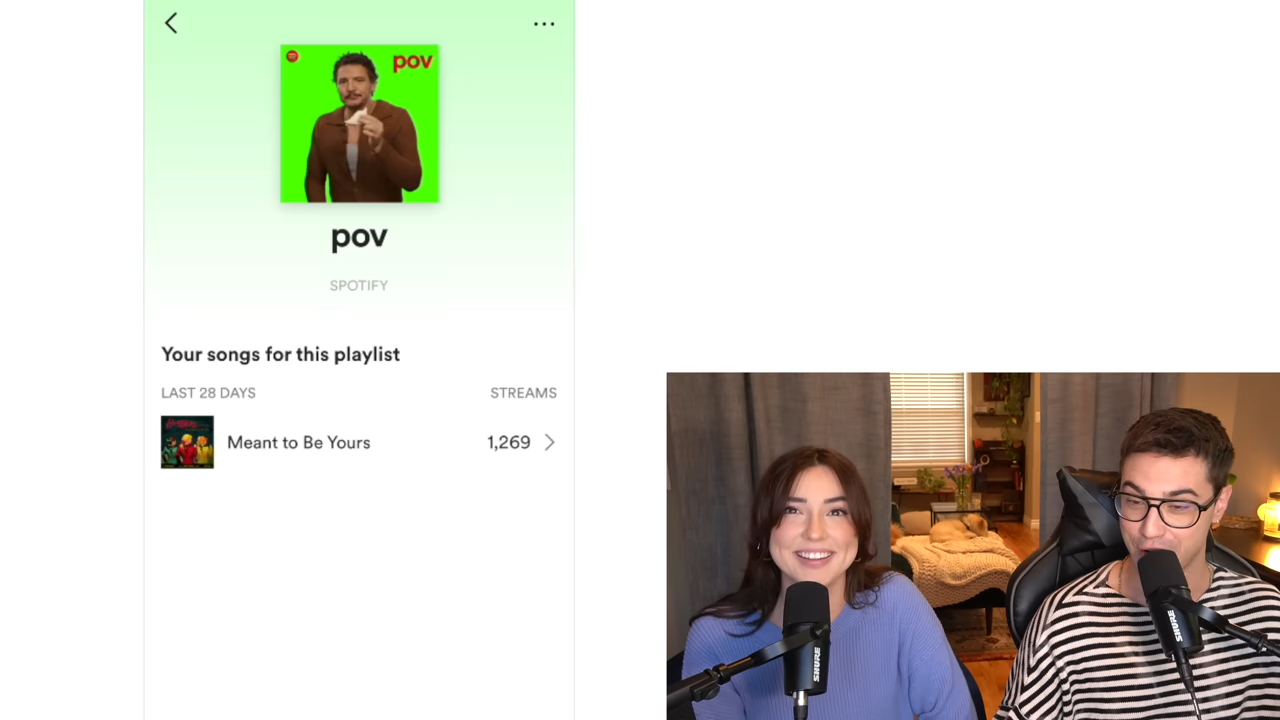 pov
pov
SPOTIFY
Your songs for this playlist
LAST 28 DAYS
STREAMS
Meant to Be Yours
1,269
SHURE
SHURE